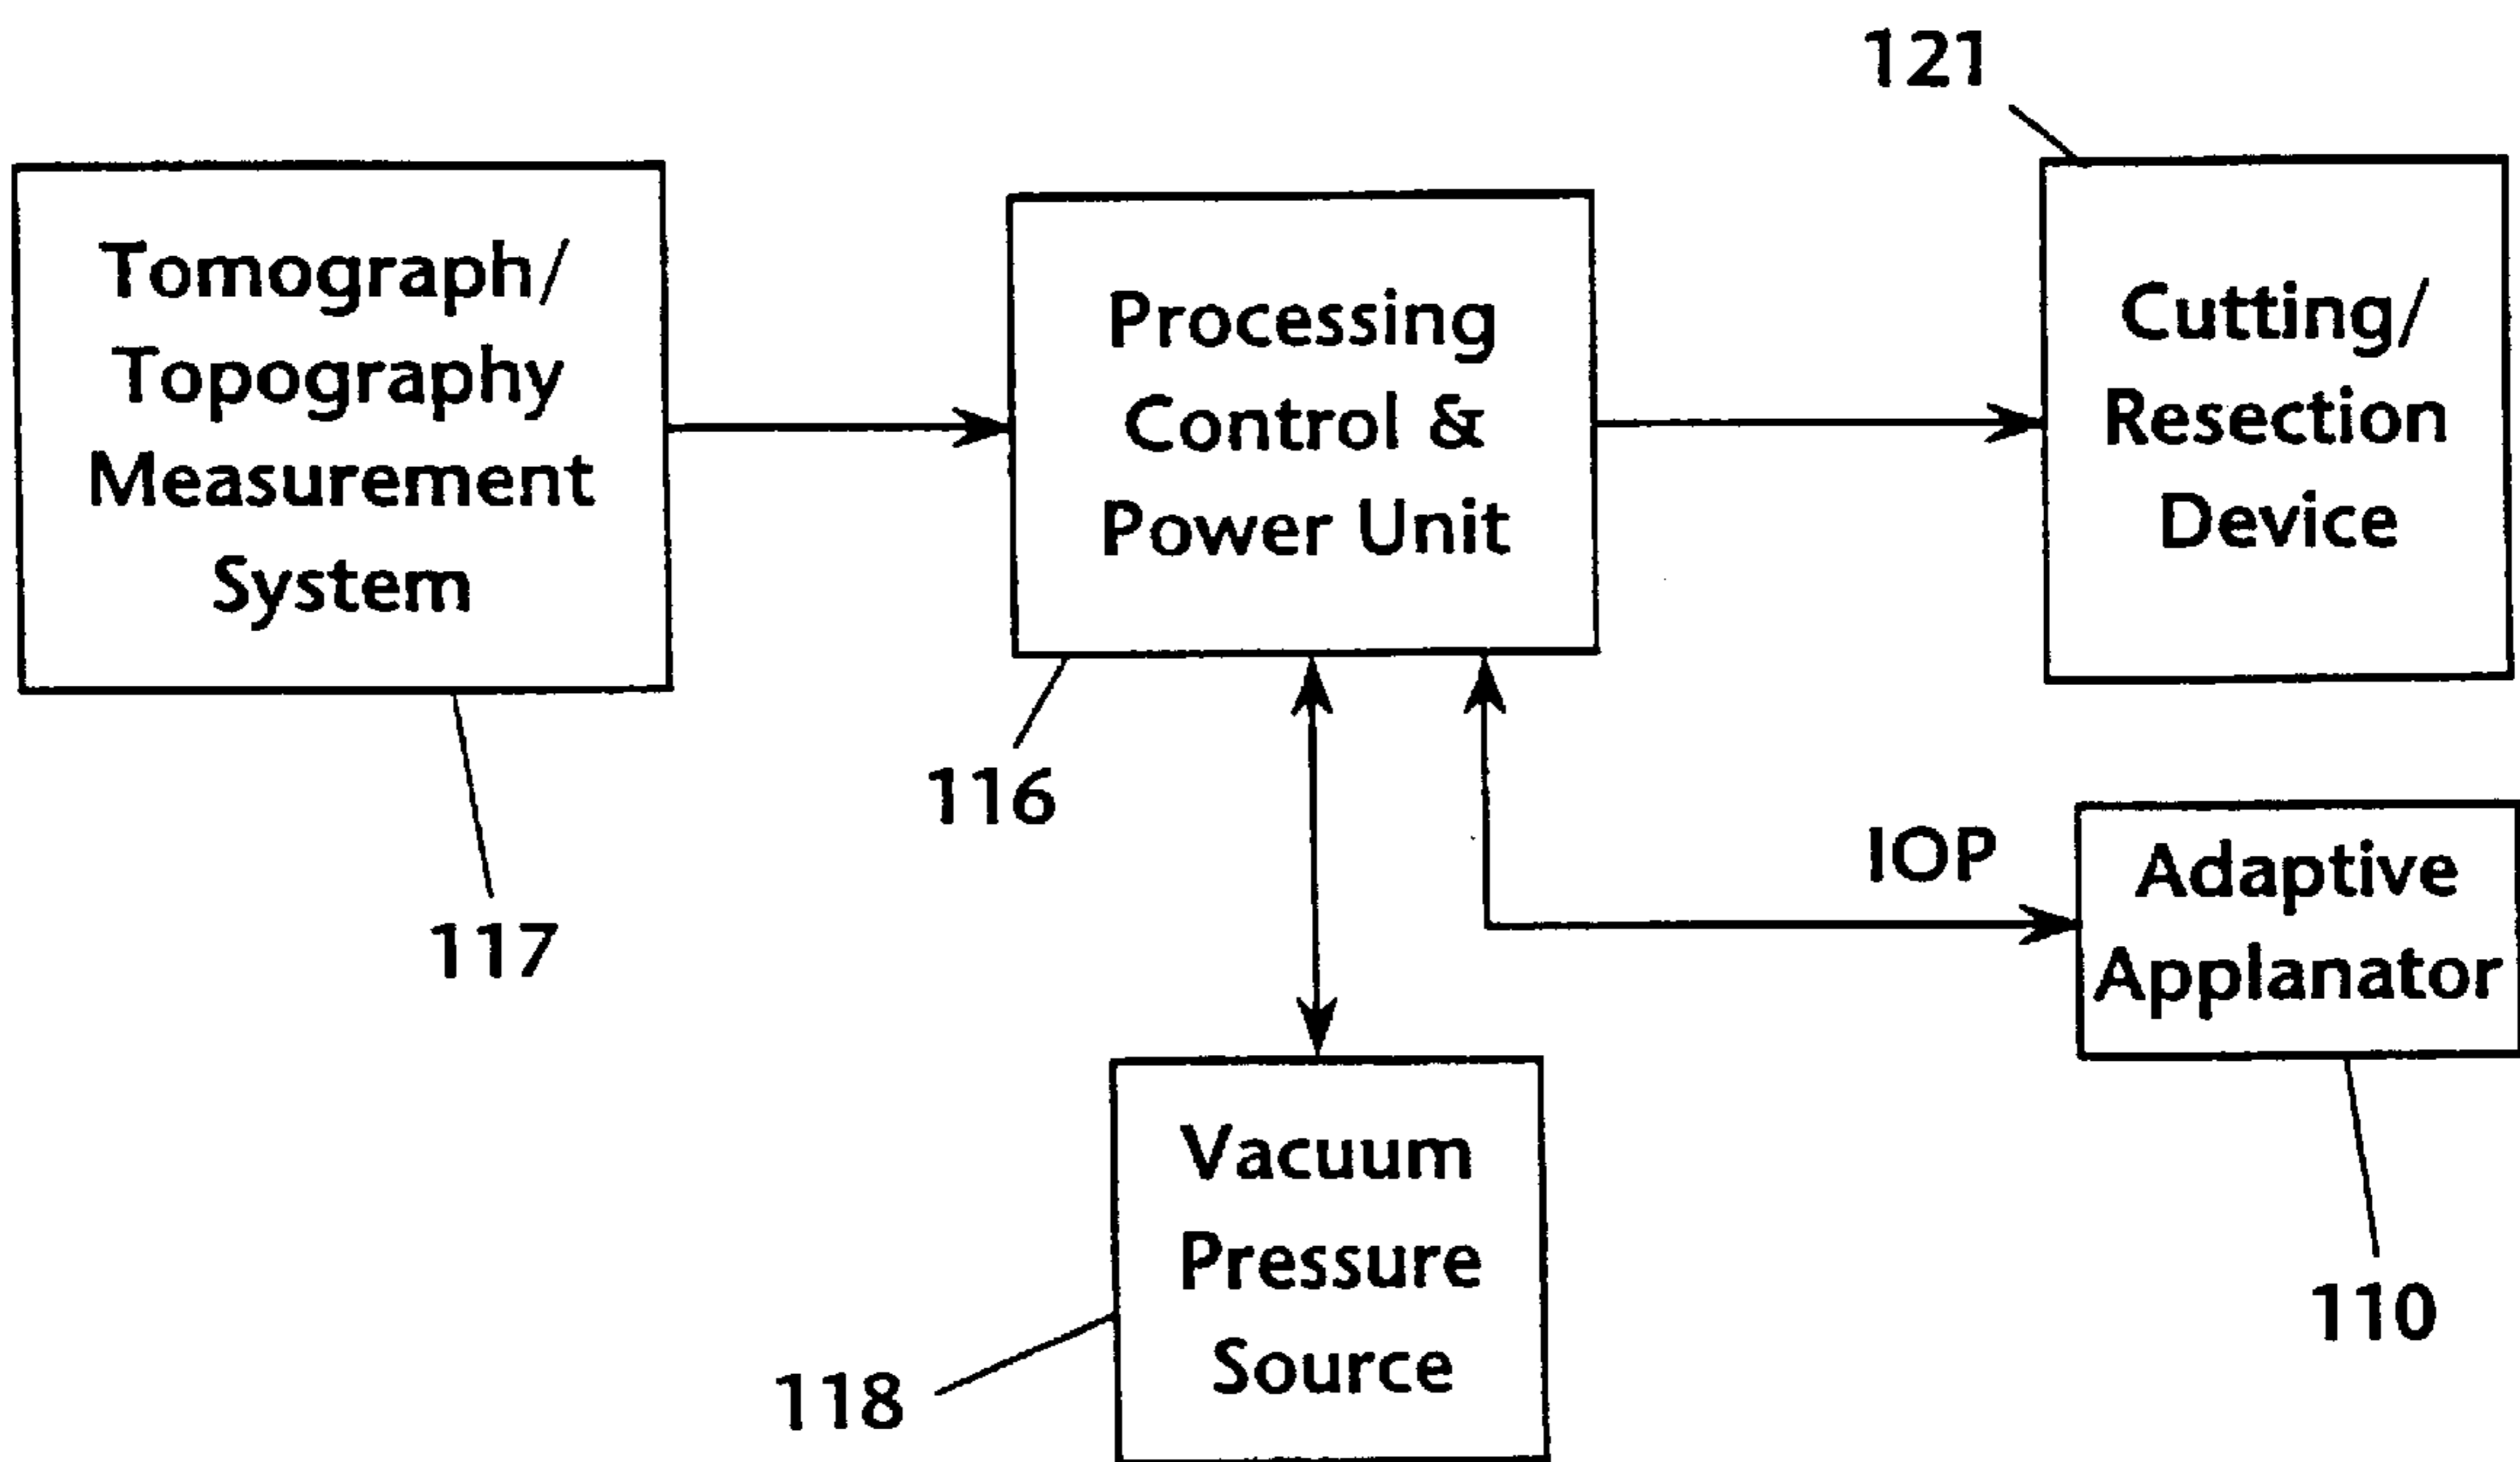 121
Tomograph/
Topography
Measurement
System
Processing
Control &
Power Unit
Cutting/
Resection
Device
116
117
IOP
Adaptive
Applanator
110
Vacuum
Pressure
Source
118